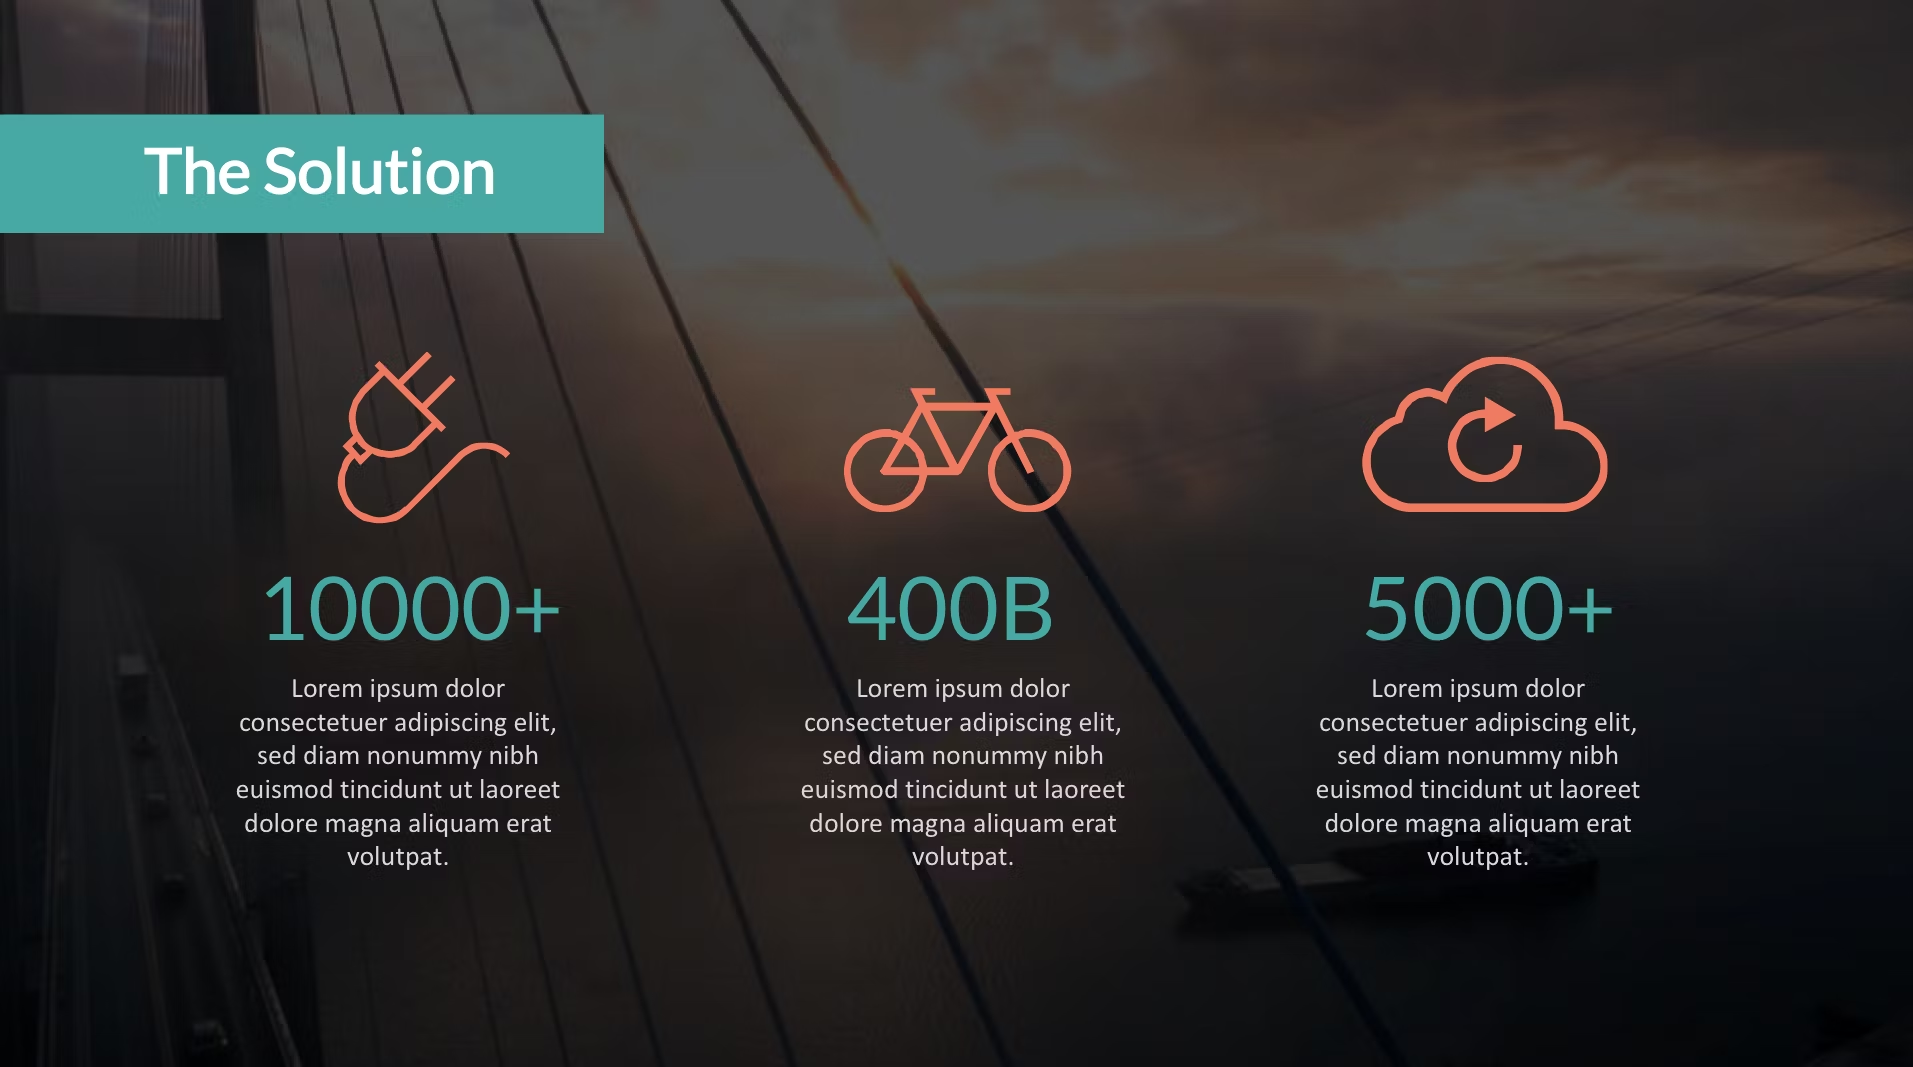 The Solution
10000+
Lorem ipsum dolor
consectetuer adipiscing elit,
sed diam nonummy nibh
euismod tincidunt ut laoreet
dolore magna aliquam erat
volutpat.
400B
Lorem ipsum dolor
consectetuer adipiscing elit,
sed diam nonummy nibh
euismod tincidunt ut laoreet
dolore magna aliquam erat
volutpat.
5000+
Lorem ipsum dolor
consectetuer adipiscing elit,
sed diam nonummy nibh
euismod tincidunt ut laoreet
dolore magna aliquam erat
volutpat.